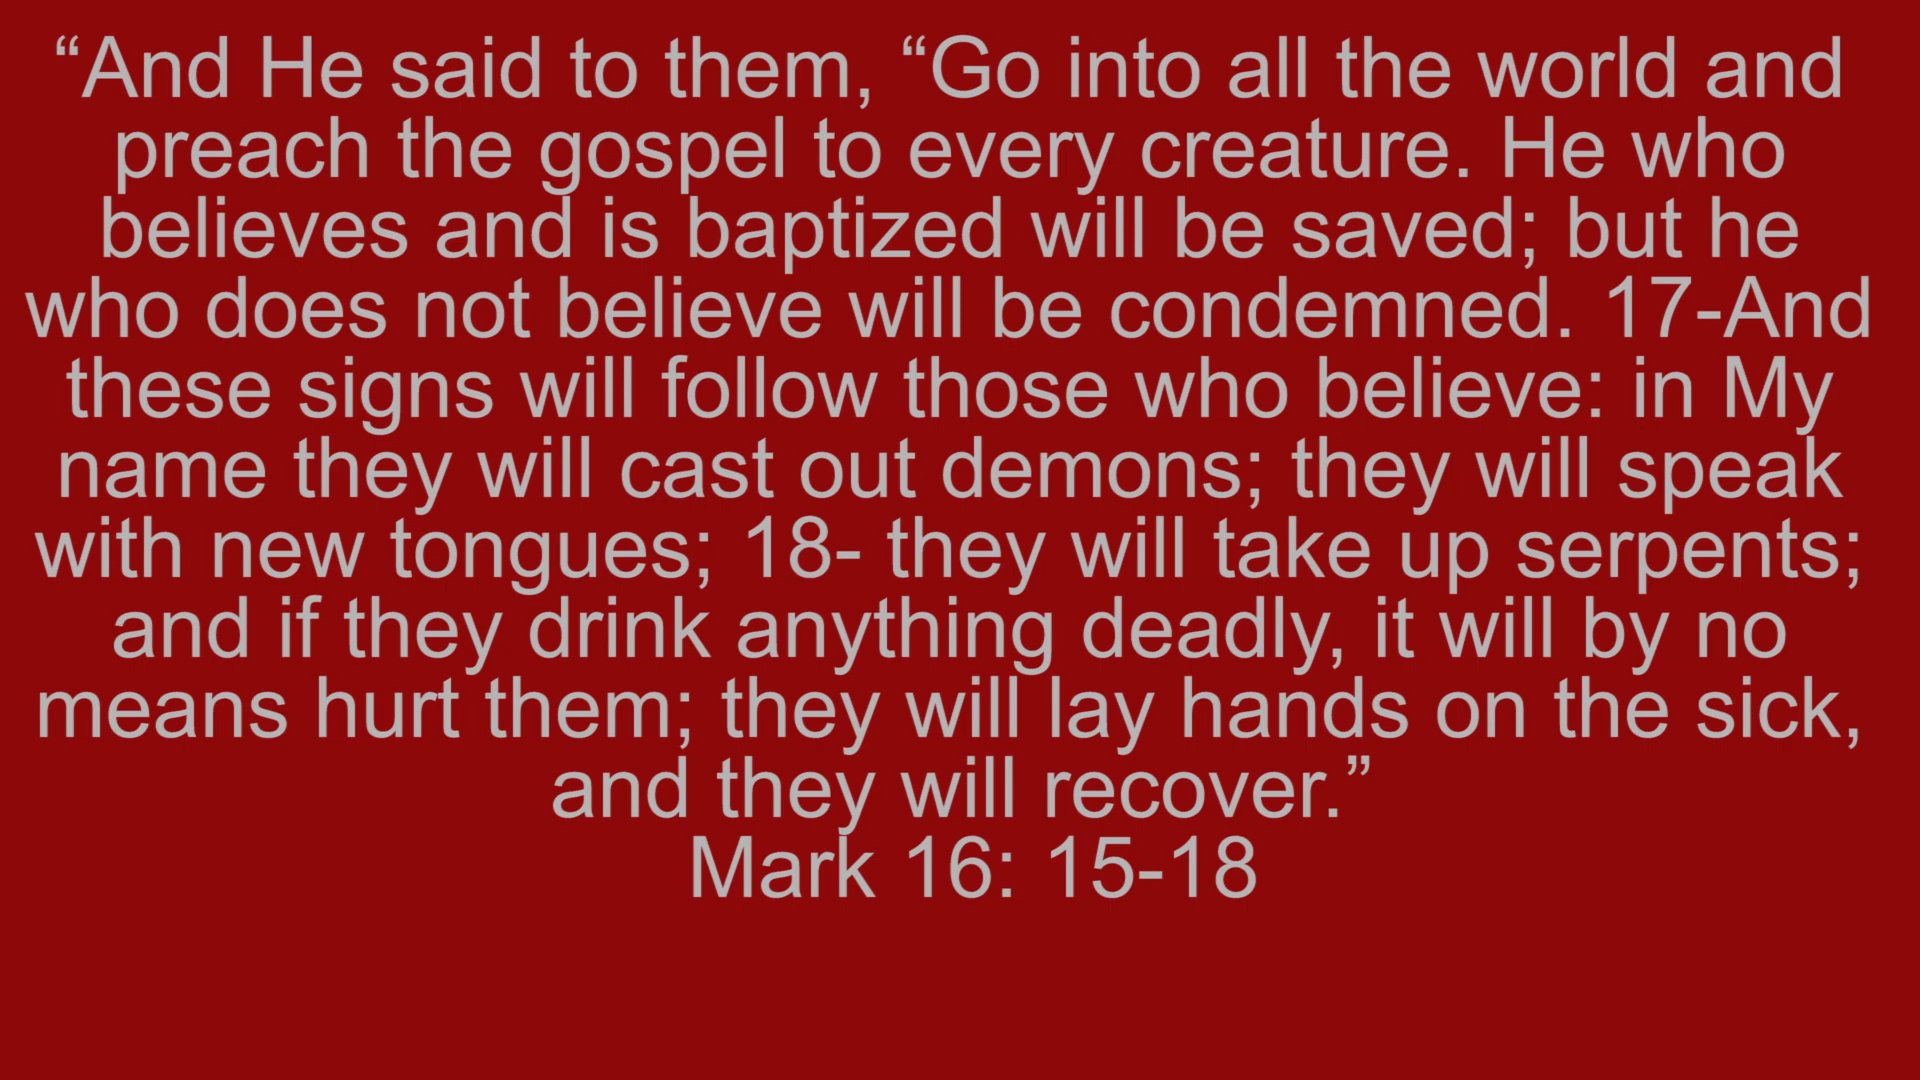 “And He said to them, “Go into all the world and
preach the gospel to every creature. He who
believes and is baptized will be saved; but he
who does not believe will be condemned. 17-And
these signs will follow those who believe: in My
name they will cast out demons; they will speak
with new tongues; 18- they will take up serpents;
and if they drink anything deadly, it will by no
means hurt them; they will lay hands on the sick,
and they will recover.”
Mark 16: 15-18